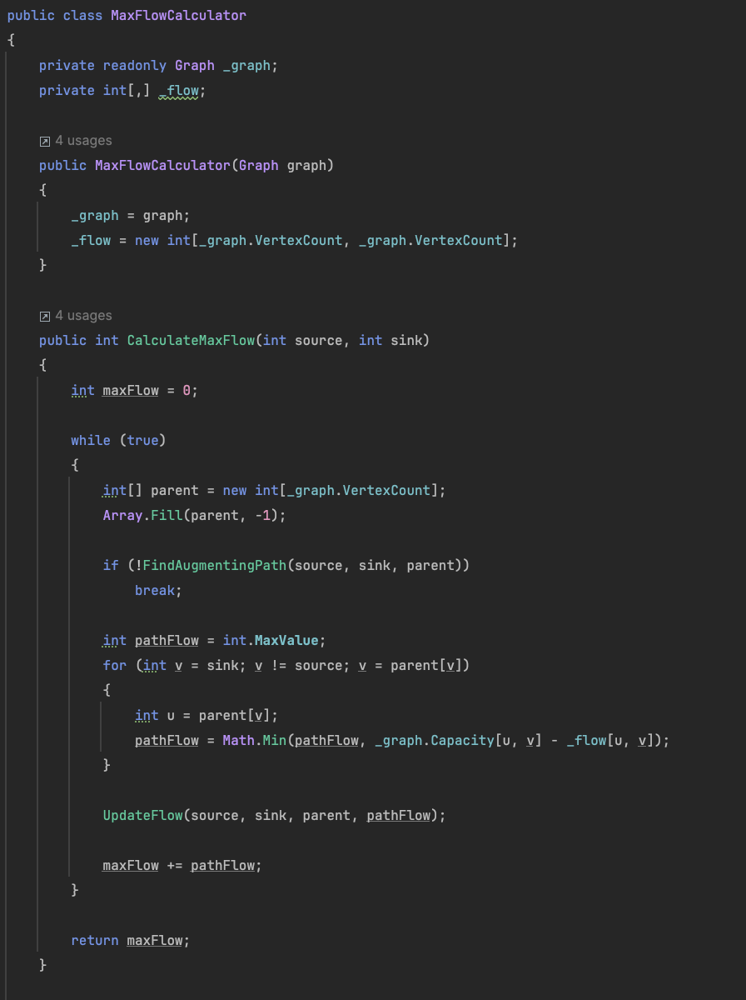 public class MaxFlowCalculator
{
    private readonly Graph _graph;
    private int[,] _flow;

    4 usages
    public MaxFlowCalculator(Graph graph)
    {
        _graph = graph;
        _flow = new int[_graph.VertexCount, _graph.VertexCount];
    }

    4 usages
    public int CalculateMaxFlow(int source, int sink)
    {
        int maxFlow = 0;

        while (true)
        {
            int[] parent = new int[_graph.VertexCount];
            Array.Fill(parent, -1);

            if (!FindAugmentingPath(source, sink, parent))
                break;

            int pathFlow = int.MaxValue;
            for (int v = sink; v != source; v = parent[v])
            {
                int u = parent[v];
                pathFlow = Math.Min(pathFlow, _graph.Capacity[u, v] - _flow[u, v]);
            }

            UpdateFlow(source, sink, parent, pathFlow);

            maxFlow += pathFlow;
        }

        return maxFlow;
    }